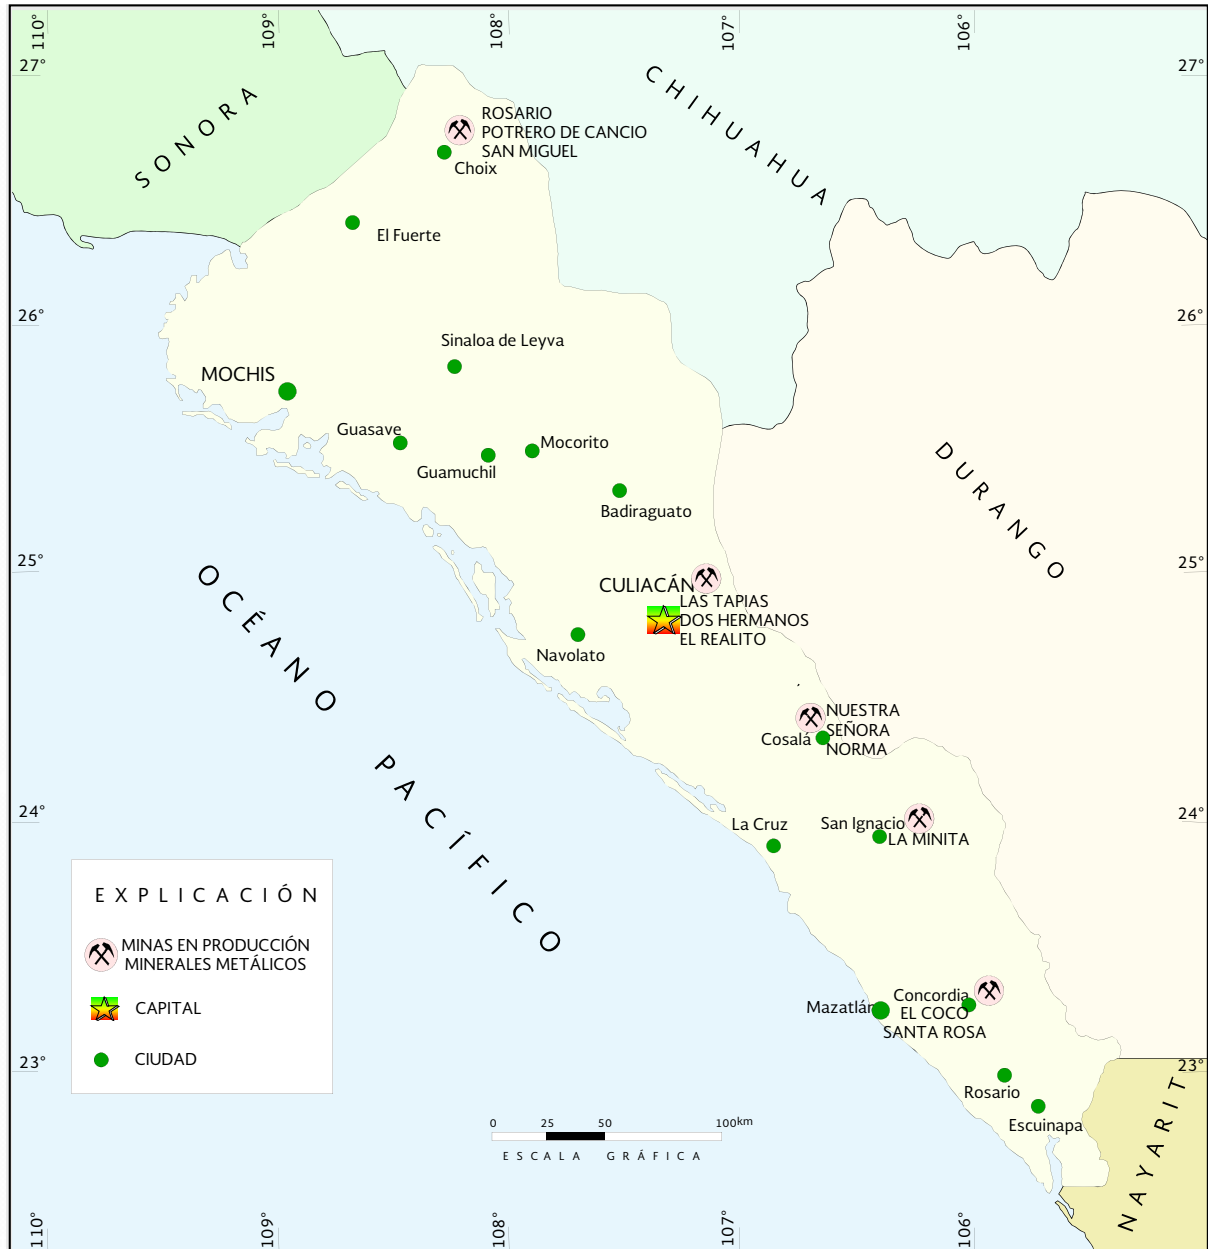 110°
109°
108°
107°
106°
27°
27°
SONORA
CHIHUAHUA
ROSARIO
POTRERO DE CANCIO
SAN MIGUEL
Choix
El Fuerte
26°
26°
Sinaloa de Leyva
MOCHIS
Guasave
Mocorito
Guamuchil
Badiraguato
DURANGO
25°
25°
CULIACÁN
LAS TAPIAS
DOS HERMANOS
EL REALITO
Navolato
OCÉANO PACÍFICO
NUESTRA
SEÑORA
NORMA
Cosalá
24°
24°
La Cruz
San Ignacio
LA MINITA
EXPLICACIÓN
MINAS EN PRODUCCIÓN
MINERALES METÁLICOS
CAPITAL
CIUDAD
Mazatlán
Concordia
EL COCO
SANTA ROSA
23°
23°
Rosario
Escuinapa
NAYARIT
0 25 50 100km
ESCALA GRÁFICA
110°
109°
108°
107°
106°